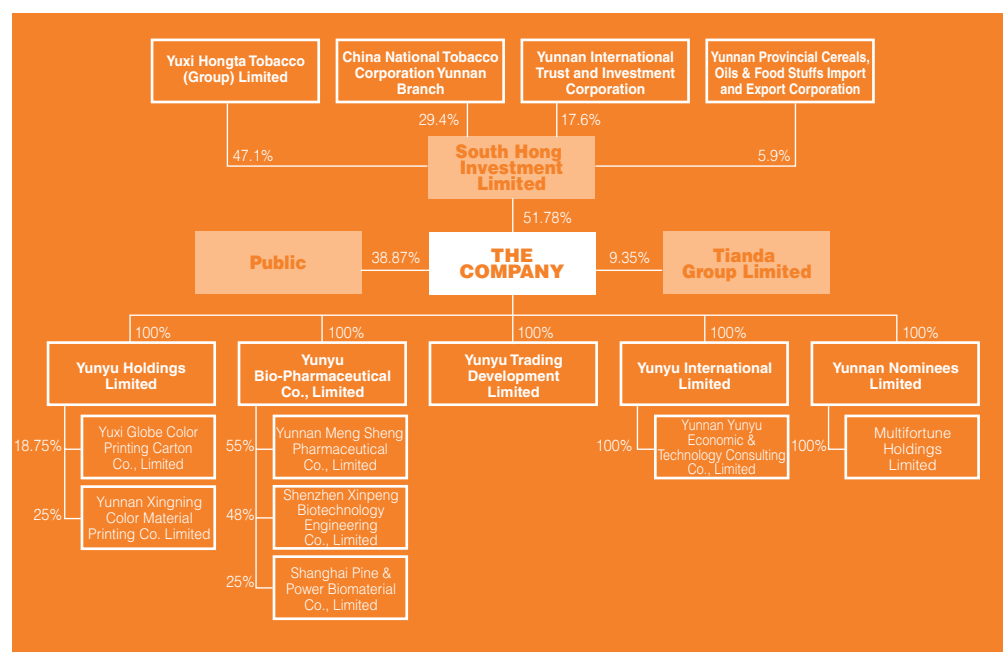 Yuxi Hongta Tobacco
(Group) Limited
China National Tobacco
Corporation Yunnan
Branch
Yunnan International
Trust and Investment
Corporation
Yunnan Provincial Cereals,
Oils & Food Stuffs Import
and Export Corporation
29.4%
17.6%
47.1%
5.9%
South Hong
Investment
Limited
51.78%
Public
38.87%
THE
COMPANY
9.35%
Tianda
Group Limited
100%
100%
100%
100%
100%
Yunyu Holdings
Limited
Yunyu
Bio-Pharmaceutical
Co., Limited
Yunyu Trading
Development
Limited
Yunyu International
Limited
Yunnan Nominees
Limited
18.75%
Yuxi Globe Color
Printing Carton
Co., Limited
55%
Yunnan Meng Sheng
Pharmaceutical
Co., Limited
100%
Yunnan Yunyu
Economic &
Technology Consulting
Co., Limited
100%
Multifortune
Holdings
Limited
25%
Yunnan Xingning
Color Material
Printing Co. Limited
48%
Shenzhen Xinpeng
Biotechnology
Engineering
Co., Limited
25%
Shanghai Pine &
Power Biomaterial
Co., Limited